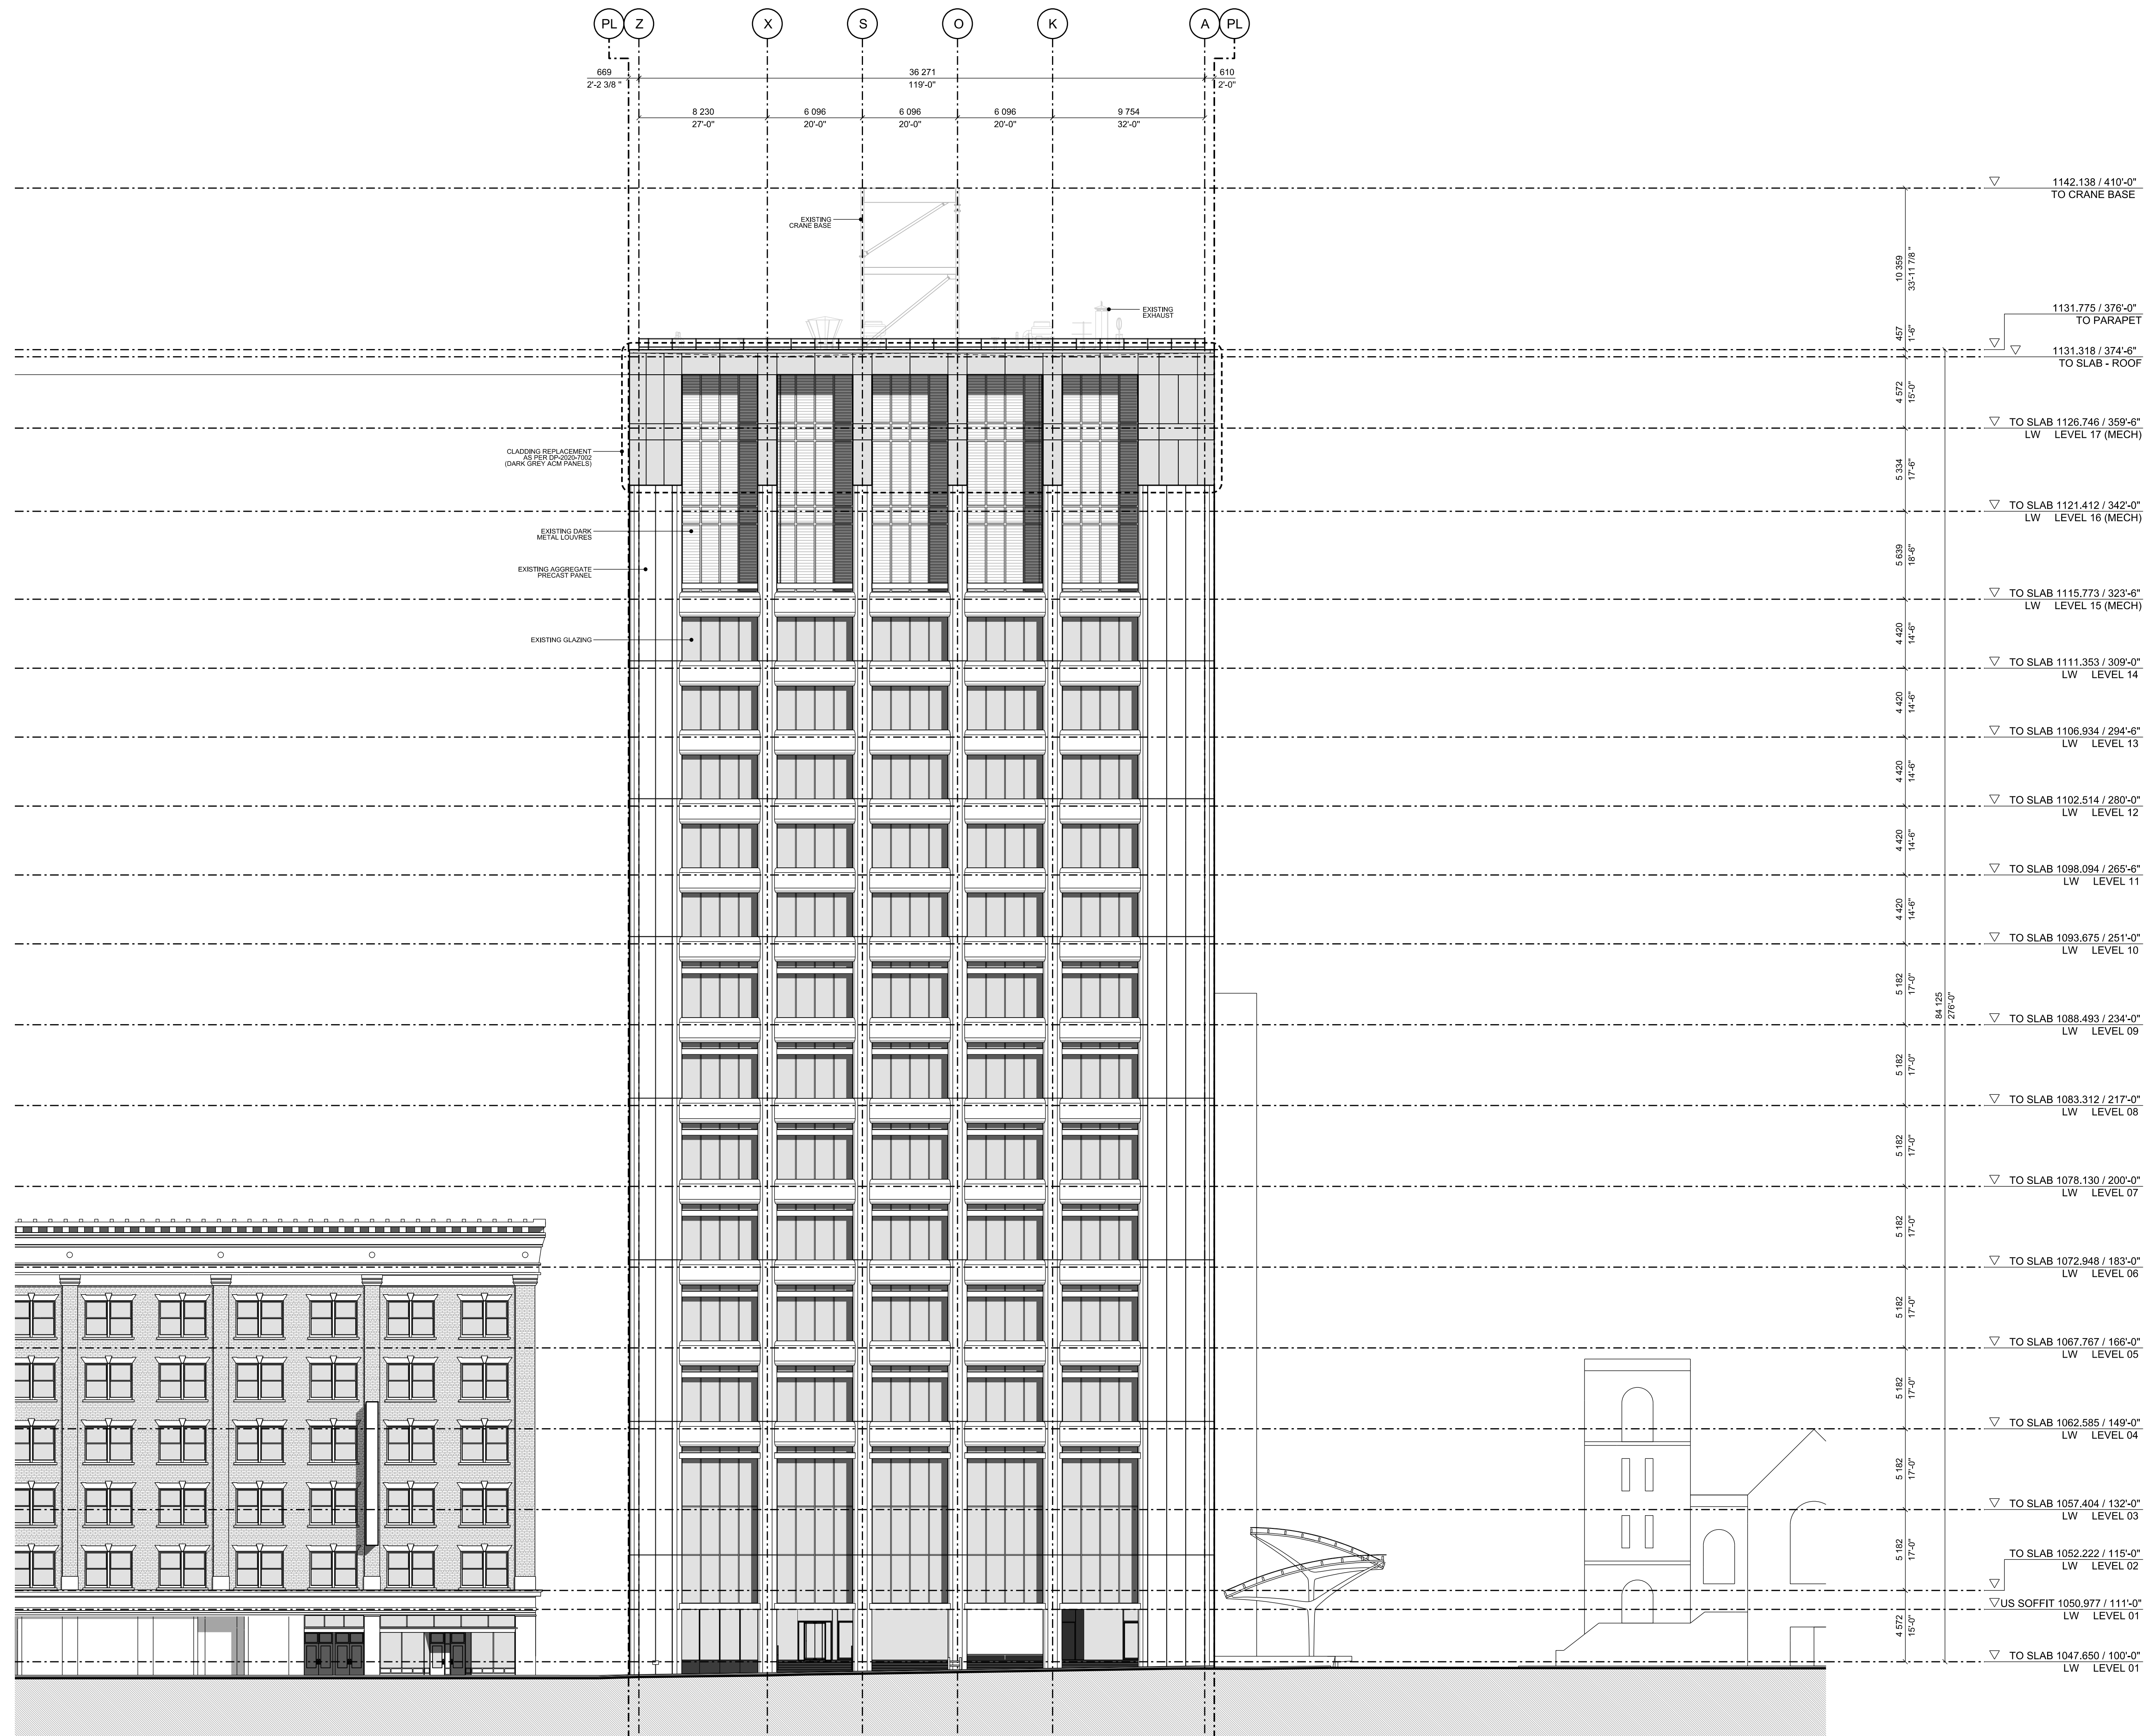 PL Z X S O K A PL
669 36 271 610
2'-2 3/8 " 119'-0" 2'-0"
8 230 6 096 6 096 6 096 9 754
27'-0" 20'-0" 20'-0" 20'-0" 32'-0"
EXISTING
CRANE BASE
EXISTING
EXHAUST
CLADDING REPLACEMENT
AS PER DP-2020-7002
(DARK GREY ACM PANELS)
EXISTING DARK
METAL LOUVRES
EXISTING AGGREGATE
PRECAST PANEL
EXISTING GLAZING
10 359
33'-11 7/8 "
457
1'-6"
4 572
15'-0"
5 334
17'-6"
5 639
18'-6"
4 420
14'-6"
4 420
14'-6"
4 420
14'-6"
4 420
14'-6"
4 420
14'-6"
5 182
17'-0"
5 182
17'-0"
5 182
17'-0"
5 182
17'-0"
5 182
17'-0"
5 182
17'-0"
5 182
17'-0"
5 182
17'-0"
4 572
15'-0"
84 125
276'-0"
1142.138 / 410'-0"
TO CRANE BASE
1131.775 / 376'-0"
TO PARAPET
1131.318 / 374'-6"
TO SLAB - ROOF
TO SLAB 1126.746 / 359'-6"
LW LEVEL 17 (MECH)
TO SLAB 1121.412 / 342'-0"
LW LEVEL 16 (MECH)
TO SLAB 1115.773 / 323'-6"
LW LEVEL 15 (MECH)
TO SLAB 1111.353 / 309'-0"
LW LEVEL 14
TO SLAB 1106.934 / 294'-6"
LW LEVEL 13
TO SLAB 1102.514 / 280'-0"
LW LEVEL 12
TO SLAB 1098.094 / 265'-6"
LW LEVEL 11
TO SLAB 1093.675 / 251'-0"
LW LEVEL 10
TO SLAB 1088.493 / 234'-0"
LW LEVEL 09
TO SLAB 1083.312 / 217'-0"
LW LEVEL 08
TO SLAB 1078.130 / 200'-0"
LW LEVEL 07
TO SLAB 1072.948 / 183'-0"
LW LEVEL 06
TO SLAB 1067.767 / 166'-0"
LW LEVEL 05
TO SLAB 1062.585 / 149'-0"
LW LEVEL 04
TO SLAB 1057.404 / 132'-0"
LW LEVEL 03
TO SLAB 1052.222 / 115'-0"
LW LEVEL 02
US SOFFIT 1050.977 / 111'-0"
LW LEVEL 01
TO SLAB 1047.650 / 100'-0"
LW LEVEL 01